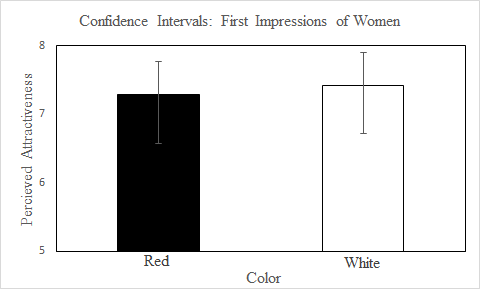 Confidence Intervals: First Impressions of Women
8
7
6
5
Percieved Attractiveness
Red
White
Color